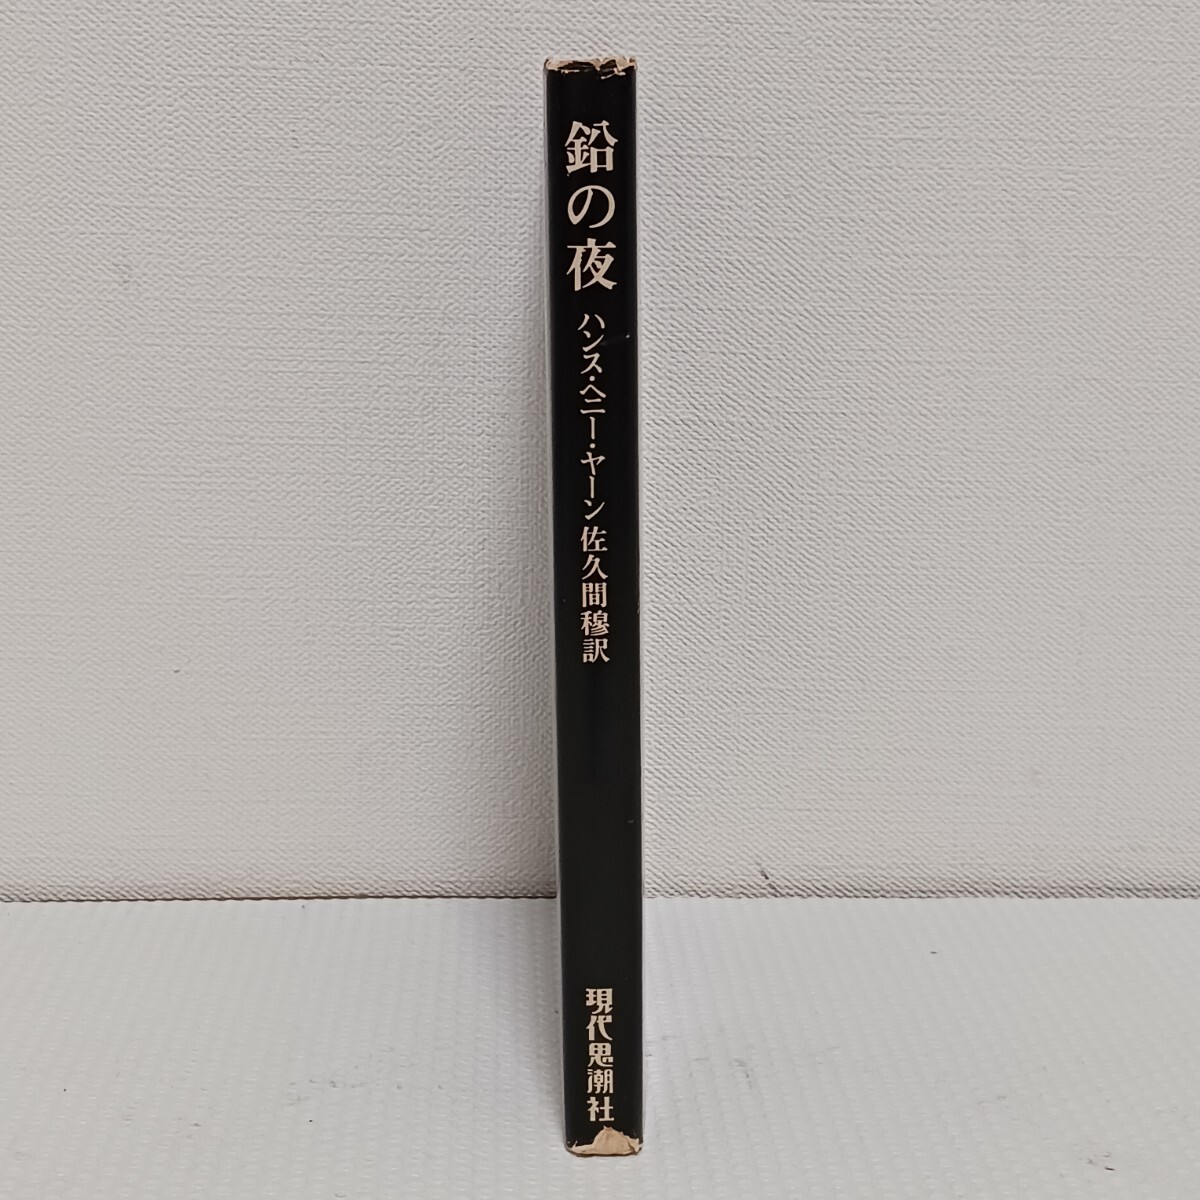 鉛の夜
ハンス・ヘニー・ヤーン 佐久間穆訳
現代思潮社